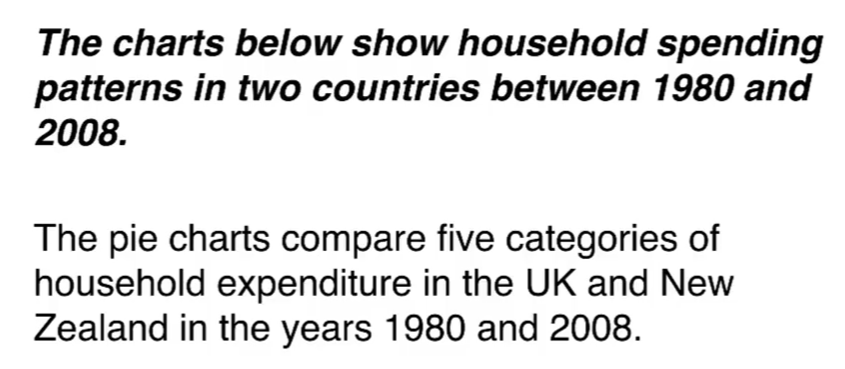 The charts below show household spending
patterns in two countries between 1980 and
2008.
The pie charts compare five categories of
household expenditure in the UK and New
Zealand in the years 1980 and 2008.